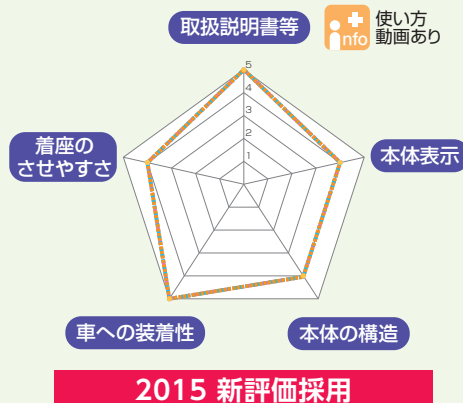 取扱説明書等
info
使い方
動画あり
5
4
3
2
1
着座の
させやすさ
本体表示
車への装着性
本体の構造
2015 新評価採用